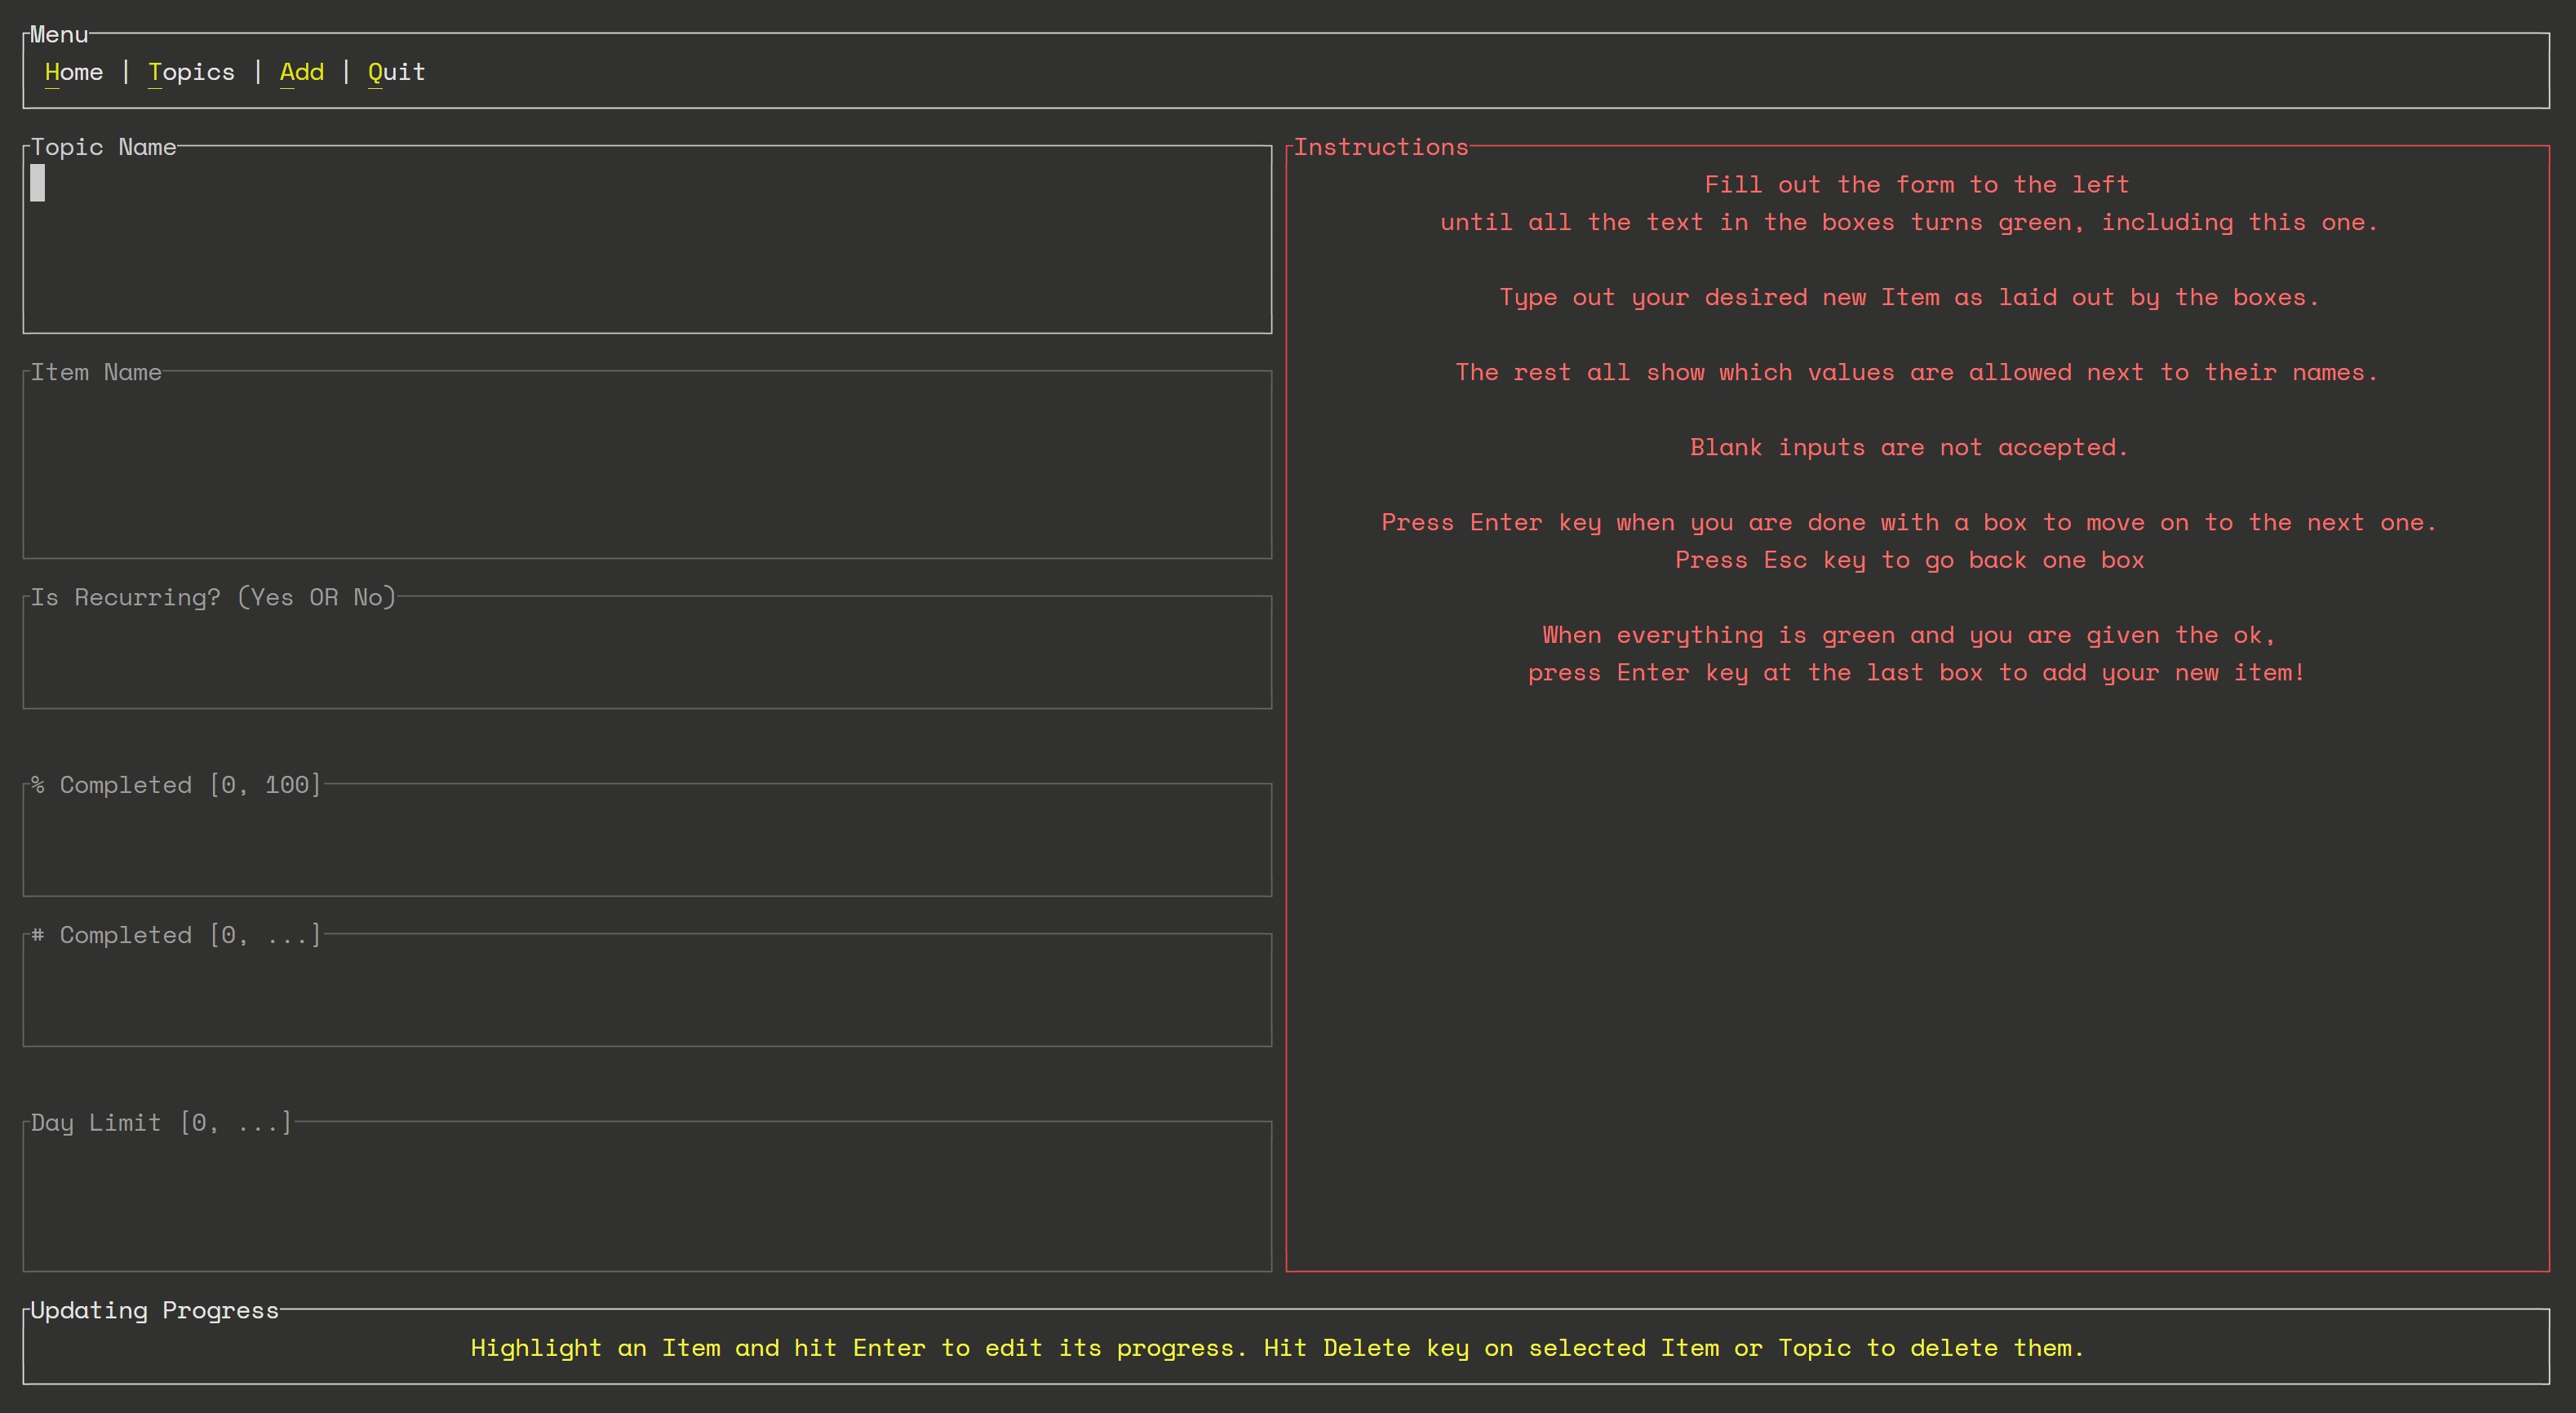 Menu
Home | Topics | Add | Quit
Topic Name
Item Name
Is Recurring? (Yes OR No)
% Completed [0, 100]
# Completed [0, ...]
Day Limit [0, ...]
Instructions
Fill out the form to the left
until all the text in the boxes turns green, including this one.
Type out your desired new Item as laid out by the boxes.
The rest all show which values are allowed next to their names.
Blank inputs are not accepted.
Press Enter key when you are done with a box to move on to the next one.
Press Esc key to go back one box
When everything is green and you are given the ok,
press Enter key at the last box to add your new item!
Updating Progress
Highlight an Item and hit Enter to edit its progress. Hit Delete key on selected Item or Topic to delete them.